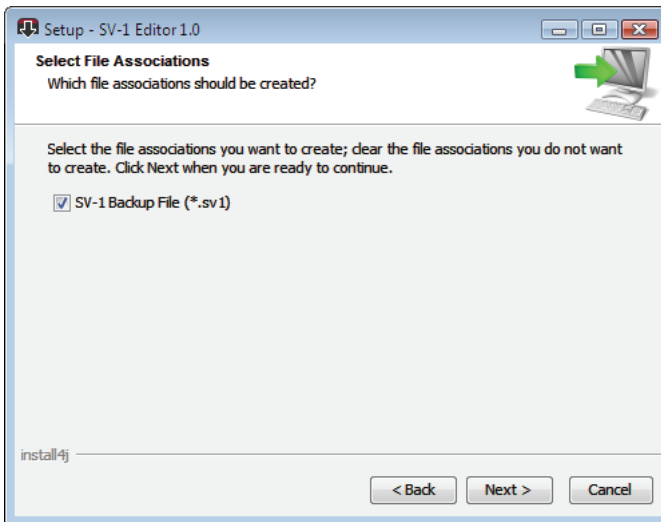 Setup - SV-1 Editor 1.0
Select File Associations
Which file associations should be created?
Select the file associations you want to create; clear the file associations you do not want
to create. Click Next when you are ready to continue.
SV-1 Backup File (*.sv1)
install4j
< Back Next > Cancel